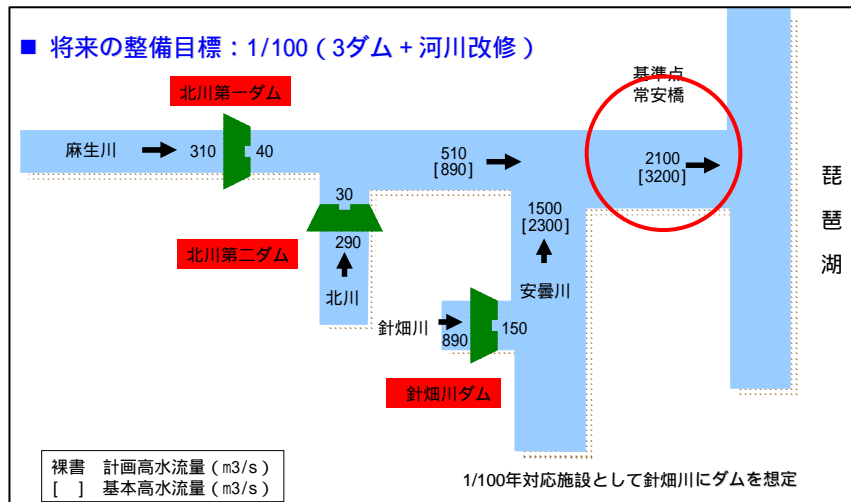 ■ 将来の整備目標：1/100（3ダム＋河川改修）
基準点
常安橋
北川第一ダム
麻生川
310
40
510
[890]
2100
[3200]
琵琶湖
30
1500
[2300]
290
北川第二ダム
北川
安曇川
針畑川
890
150
針畑川ダム
裸書 計画高水流量（m3/s）
[ ] 基本高水流量（m3/s）
1/100年対応施設として針畑川にダムを想定